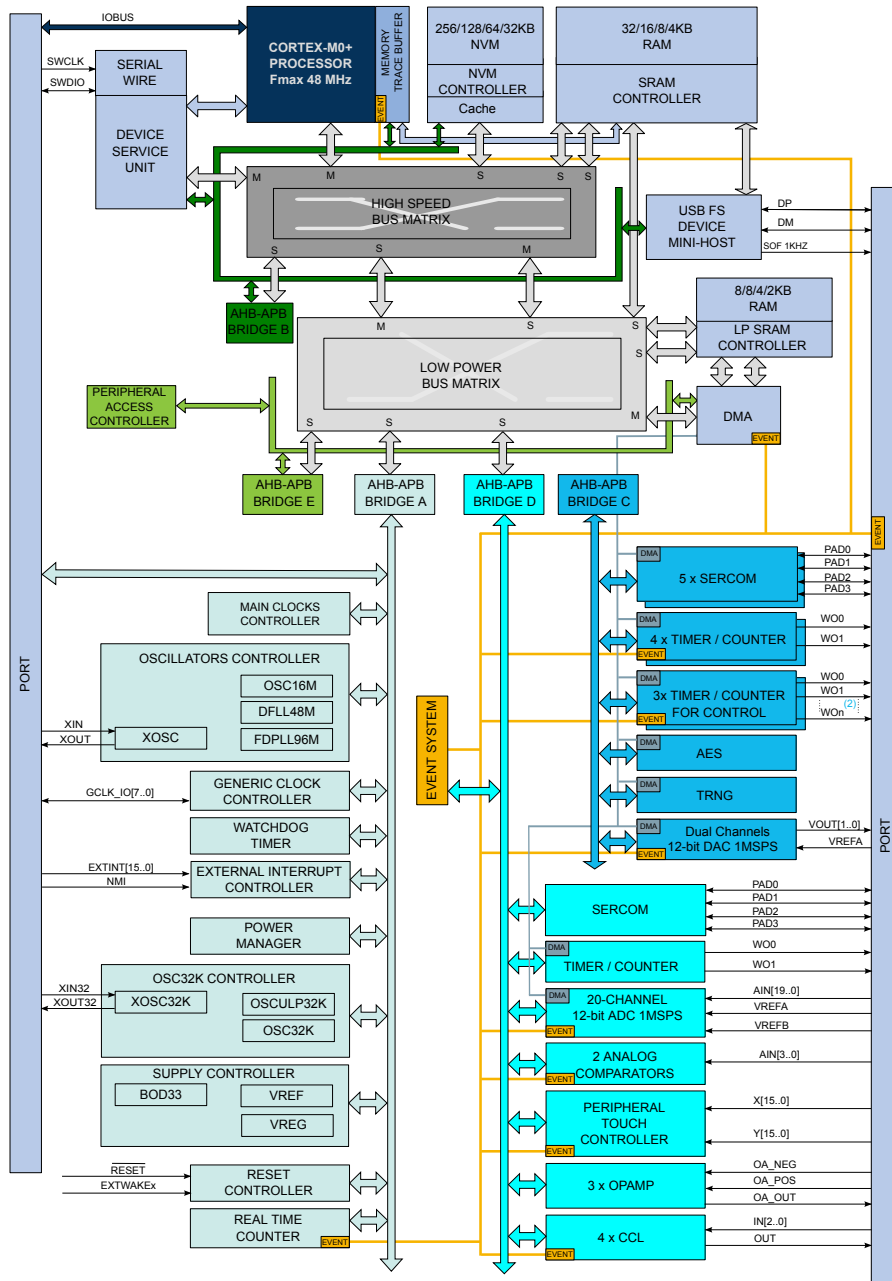 IOBUS
SWCLK
SWDIO
SERIAL
WIRE
DEVICE
SERVICE
UNIT
CORTEX-M0+
PROCESSOR
Fmax 48 MHz
MEMORY
TRACE BUFFER
EVENT
256/128/64/32KB
NVM
NVM
CONTROLLER
Cache
32/16/8/4KB
RAM
SRAM
CONTROLLER
M
M
S
S
S
HIGH SPEED
BUS MATRIX
S
S
M
USB FS
DEVICE
MINI-HOST
DP
DM
SOF 1KHZ
AHB-APB
BRIDGE B
M
S
S
S
LOW POWER
BUS MATRIX
8/8/4/2KB
RAM
LP SRAM
CONTROLLER
PERIPHERAL
ACCESS
CONTROLLER
S
S
S
M
DMA
EVENT
AHB-APB
BRIDGE E
AHB-APB
BRIDGE A
AHB-APB
BRIDGE D
AHB-APB
BRIDGE C
EVENT
PORT
PORT
MAIN CLOCKS
CONTROLLER
OSCILLATORS CONTROLLER
OSC16M
DFLL48M
FDPLL96M
XOSC
XIN
XOUT
GCLK_IO[7..0]
GENERIC CLOCK
CONTROLLER
WATCHDOG
TIMER
EXTINT[15..0]
NMI
EXTERNAL INTERRUPT
CONTROLLER
POWER
MANAGER
OSC32K CONTROLLER
XIN32
XOUT32
XOSC32K
OSCULP32K
OSC32K
SUPPLY CONTROLLER
BOD33
VREF
VREG
RESET
EXTWAKEx
RESET
CONTROLLER
REAL TIME
COUNTER
EVENT
EVENT SYSTEM
DMA
5 x SERCOM
PAD0
PAD1
PAD2
PAD3
DMA
4 x TIMER / COUNTER
EVENT
WO0
WO1
DMA
3x TIMER / COUNTER
FOR CONTROL
EVENT
WO0
WO1
(2)
WOn
DMA
AES
DMA
TRNG
DMA
Dual Channels
12-bit DAC 1MSPS
EVENT
VOUT[1..0]
VREFA
SERCOM
PAD0
PAD1
PAD2
PAD3
DMA
TIMER / COUNTER
WO0
WO1
DMA
20-CHANNEL
12-bit ADC 1MSPS
EVENT
AIN[19..0]
VREFA
VREFB
2 ANALOG
COMPARATORS
EVENT
AIN[3..0]
PERIPHERAL
TOUCH
CONTROLLER
EVENT
X[15..0]
Y[15..0]
3 x OPAMP
OA_NEG
OA_POS
OA_OUT
4 x CCL
EVENT
IN[2..0]
OUT